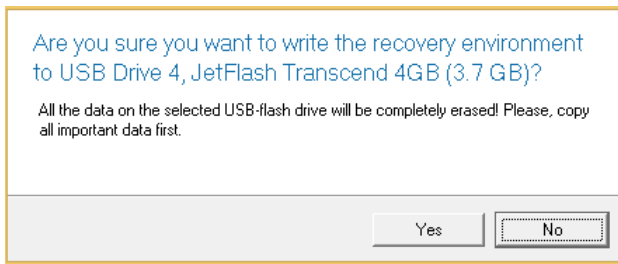 Are you sure you want to write the recovery environment
to USB Drive 4, JetFlash Transcend 4GB (3.7 GB)?
All the data on the selected USB-flash drive will be completely erased! Please, copy
all important data first.
Yes
No